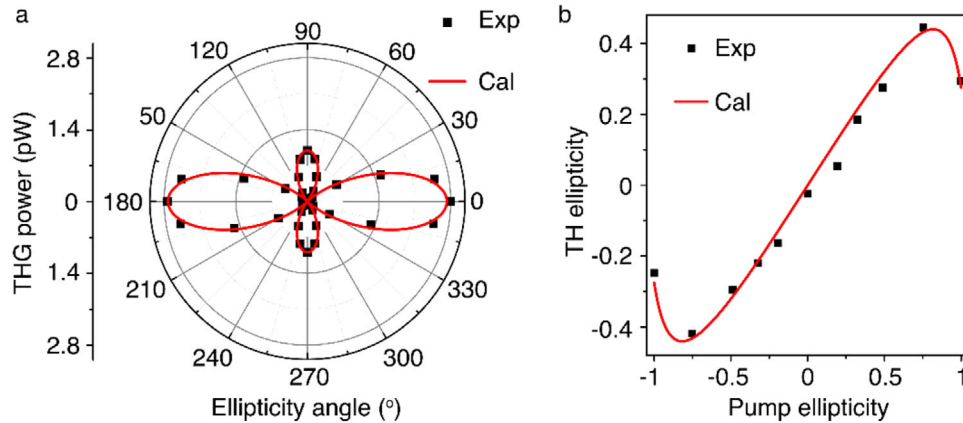 a
Exp
Cal
90
120
60
50
30
180
0
210
330
240
300
270
2.8
1.4
0
1.4
2.8
THG power (pW)
Ellipticity angle (o)
b
Exp
Cal
0.4
0.2
0
-0.2
-0.4
TH ellipticity
-1
-0.5
0
0.5
1
Pump ellipticity